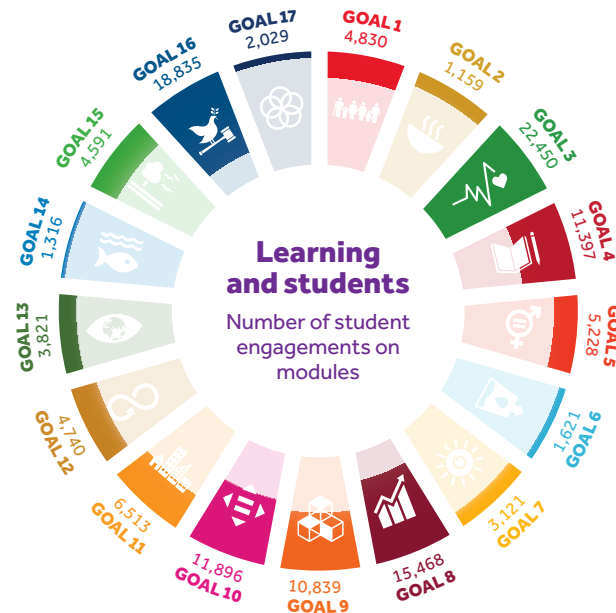 GOAL 1
4,830
GOAL 2
1,159
GOAL 3
22,450
GOAL 4
11,397
GOAL 5
5,228
1,621
GOAL 6
3,121
GOAL 7
15,468
GOAL 8
10,839
GOAL 9
11,896
GOAL 10
6,513
GOAL 11
4,740
GOAL 12
GOAL 13
3,821
GOAL 14
1,316
GOAL 15
4,591
GOAL 16
18,835
GOAL 17
2,029
Learning
and students
Number of student
engagements on
modules